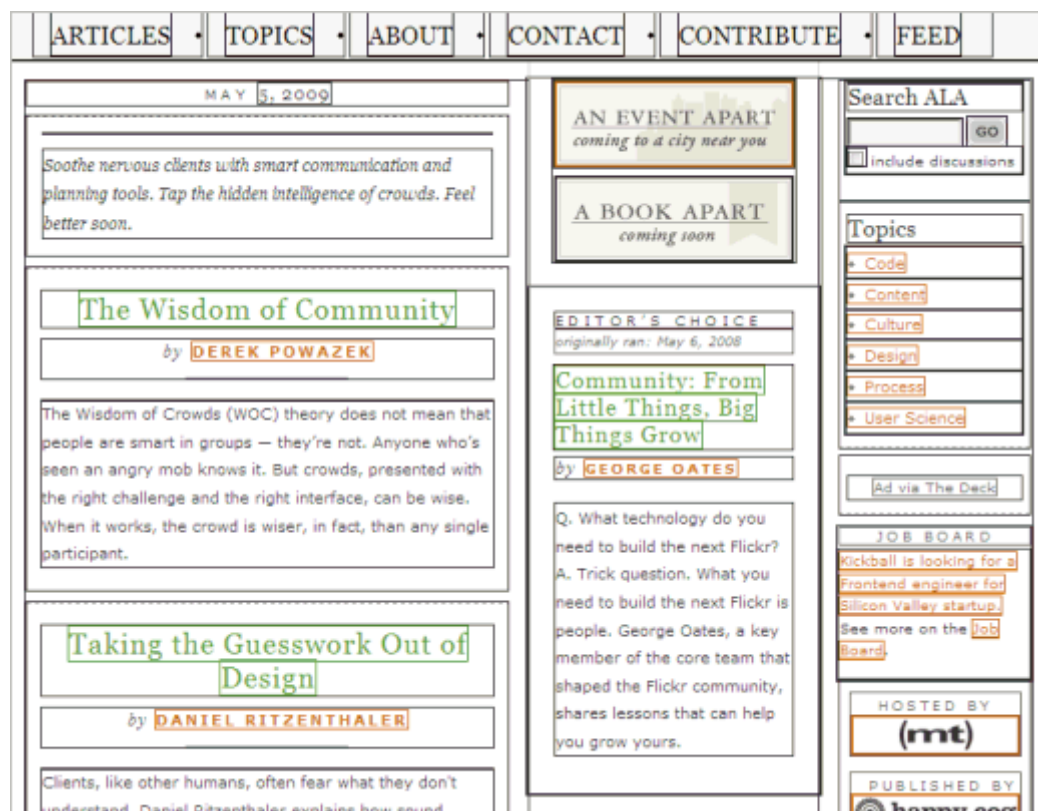 ARTICLES • TOPICS • ABOUT • CONTACT • CONTRIBUTE • FEED
MAY 5, 2009
Soothe nervous clients with smart communication and
planning tools. Tap the hidden intelligence of crowds. Feel
better soon.
The Wisdom of Community
by DEREK POWAZEK
The Wisdom of Crowds (WOC) theory does not mean that
people are smart in groups — they're not. Anyone who's
seen an angry mob knows it. But crowds, presented with
the right challenge and the right interface, can be wise.
When it works, the crowd is wiser, in fact, than any single
participant.
Taking the Guesswork Out of
Design
by DANIEL RITZENTHALER
Clients, like other humans, often fear what they don't
understand. Daniel Ritzenthaler explains how sound
AN EVENT APART
coming to a city near you
A BOOK APART
coming soon
EDITOR'S CHOICE
originally ran: May 6, 2008
Community: From
Little Things, Big
Things Grow
by GEORGE OATES
Q. What technology do you
need to build the next Flickr?
A. Trick question. What you
need to build the next Flickr is
people. George Oates, a key
member of the core team that
shaped the Flickr community,
shares lessons that can help
you grow yours.
Search ALA
GO
include discussions
Topics
• Code
• Content
• Culture
• Design
• Process
• User Science
Ad via The Deck
JOB BOARD
Kickball is looking for a
Frontend engineer for
Silicon Valley startup.
See more on the Job
Board.
HOSTED BY
(mt)
PUBLISHED BY
happy cog